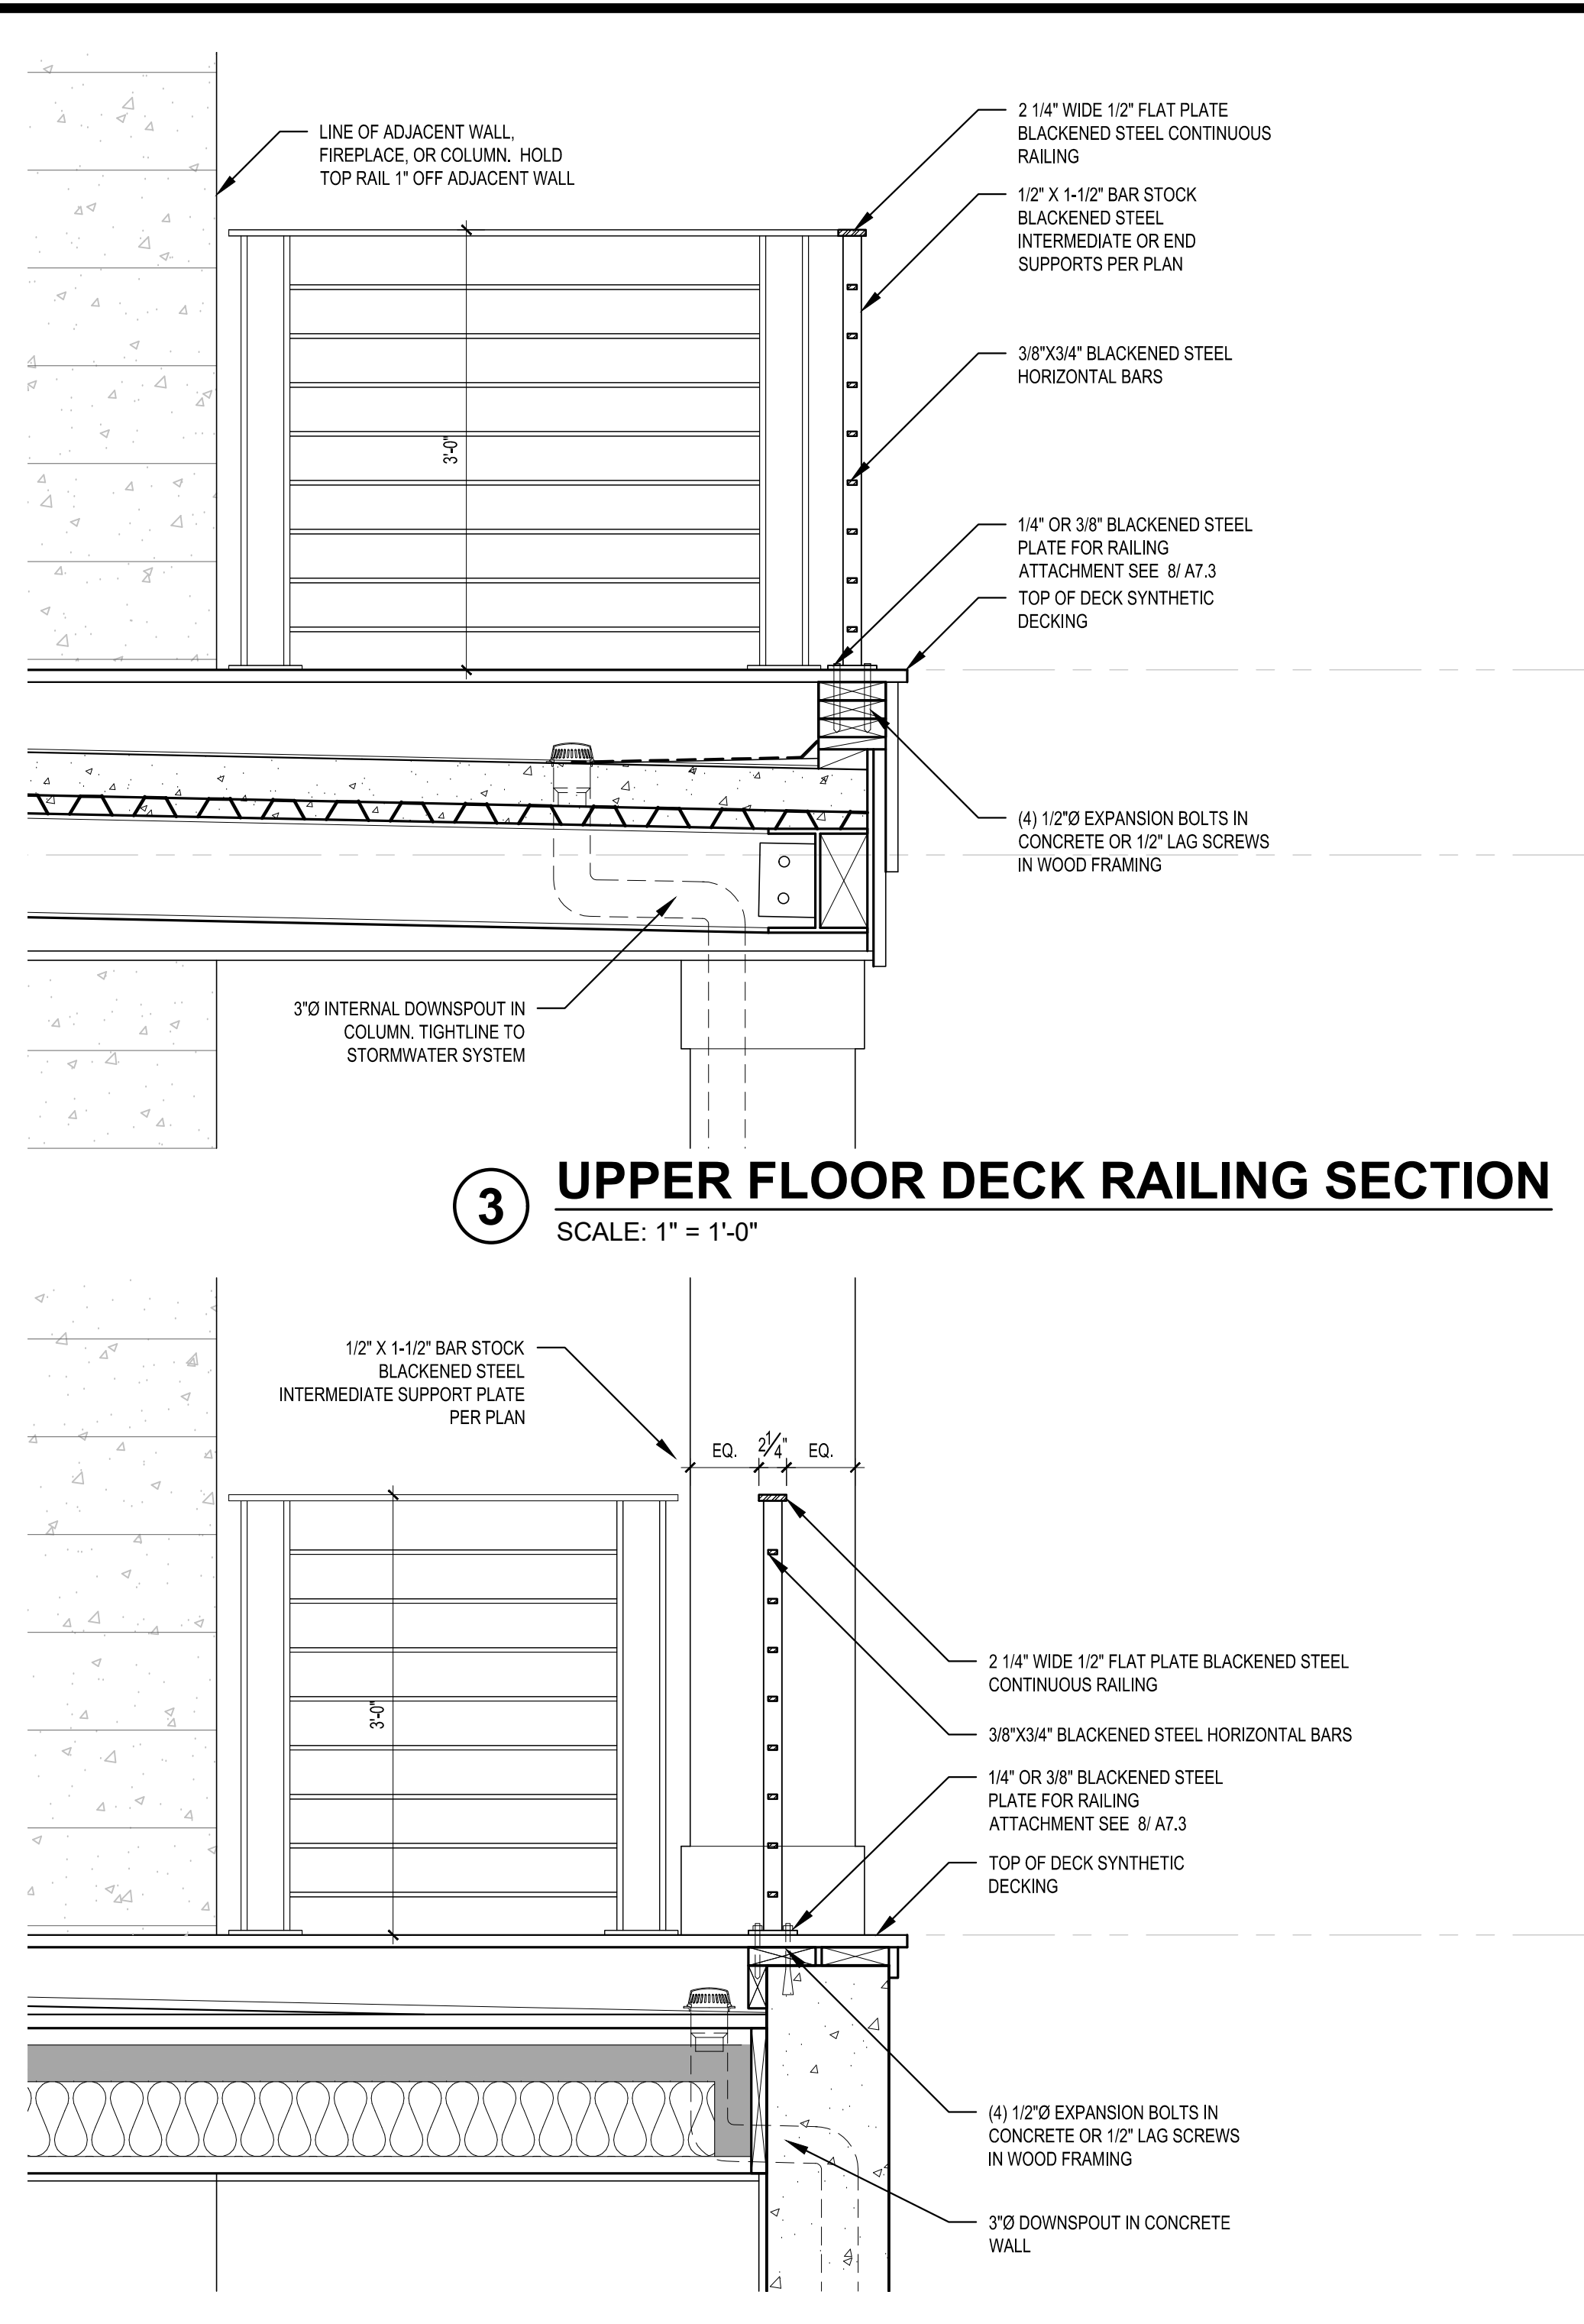 LINE OF ADJACENT WALL,
FIREPLACE, OR COLUMN. HOLD
TOP RAIL 1" OFF ADJACENT WALL
2 1/4" WIDE 1/2" FLAT PLATE
BLACKENED STEEL CONTINUOUS
RAILING
1/2" X 1-1/2" BAR STOCK
BLACKENED STEEL
INTERMEDIATE OR END
SUPPORTS PER PLAN
3/8"X3/4" BLACKENED STEEL
HORIZONTAL BARS
3'-0"
1/4" OR 3/8" BLACKENED STEEL
PLATE FOR RAILING
ATTACHMENT SEE 8/ A7.3
TOP OF DECK SYNTHETIC
DECKING
(4) 1/2"Ø EXPANSION BOLTS IN
CONCRETE OR 1/2" LAG SCREWS
IN WOOD FRAMING
3"Ø INTERNAL DOWNSPOUT IN
COLUMN. TIGHTLINE TO
STORMWATER SYSTEM
3
UPPER FLOOR DECK RAILING SECTION
SCALE: 1" = 1'-0"
1/2" X 1-1/2" BAR STOCK
BLACKENED STEEL
INTERMEDIATE SUPPORT PLATE
PER PLAN
EQ. 2 1/4" EQ.
3'-0"
2 1/4" WIDE 1/2" FLAT PLATE BLACKENED STEEL
CONTINUOUS RAILING
3/8"X3/4" BLACKENED STEEL HORIZONTAL BARS
1/4" OR 3/8" BLACKENED STEEL
PLATE FOR RAILING
ATTACHMENT SEE 8/ A7.3
TOP OF DECK SYNTHETIC
DECKING
(4) 1/2"Ø EXPANSION BOLTS IN
CONCRETE OR 1/2" LAG SCREWS
IN WOOD FRAMING
3"Ø DOWNSPOUT IN CONCRETE
WALL